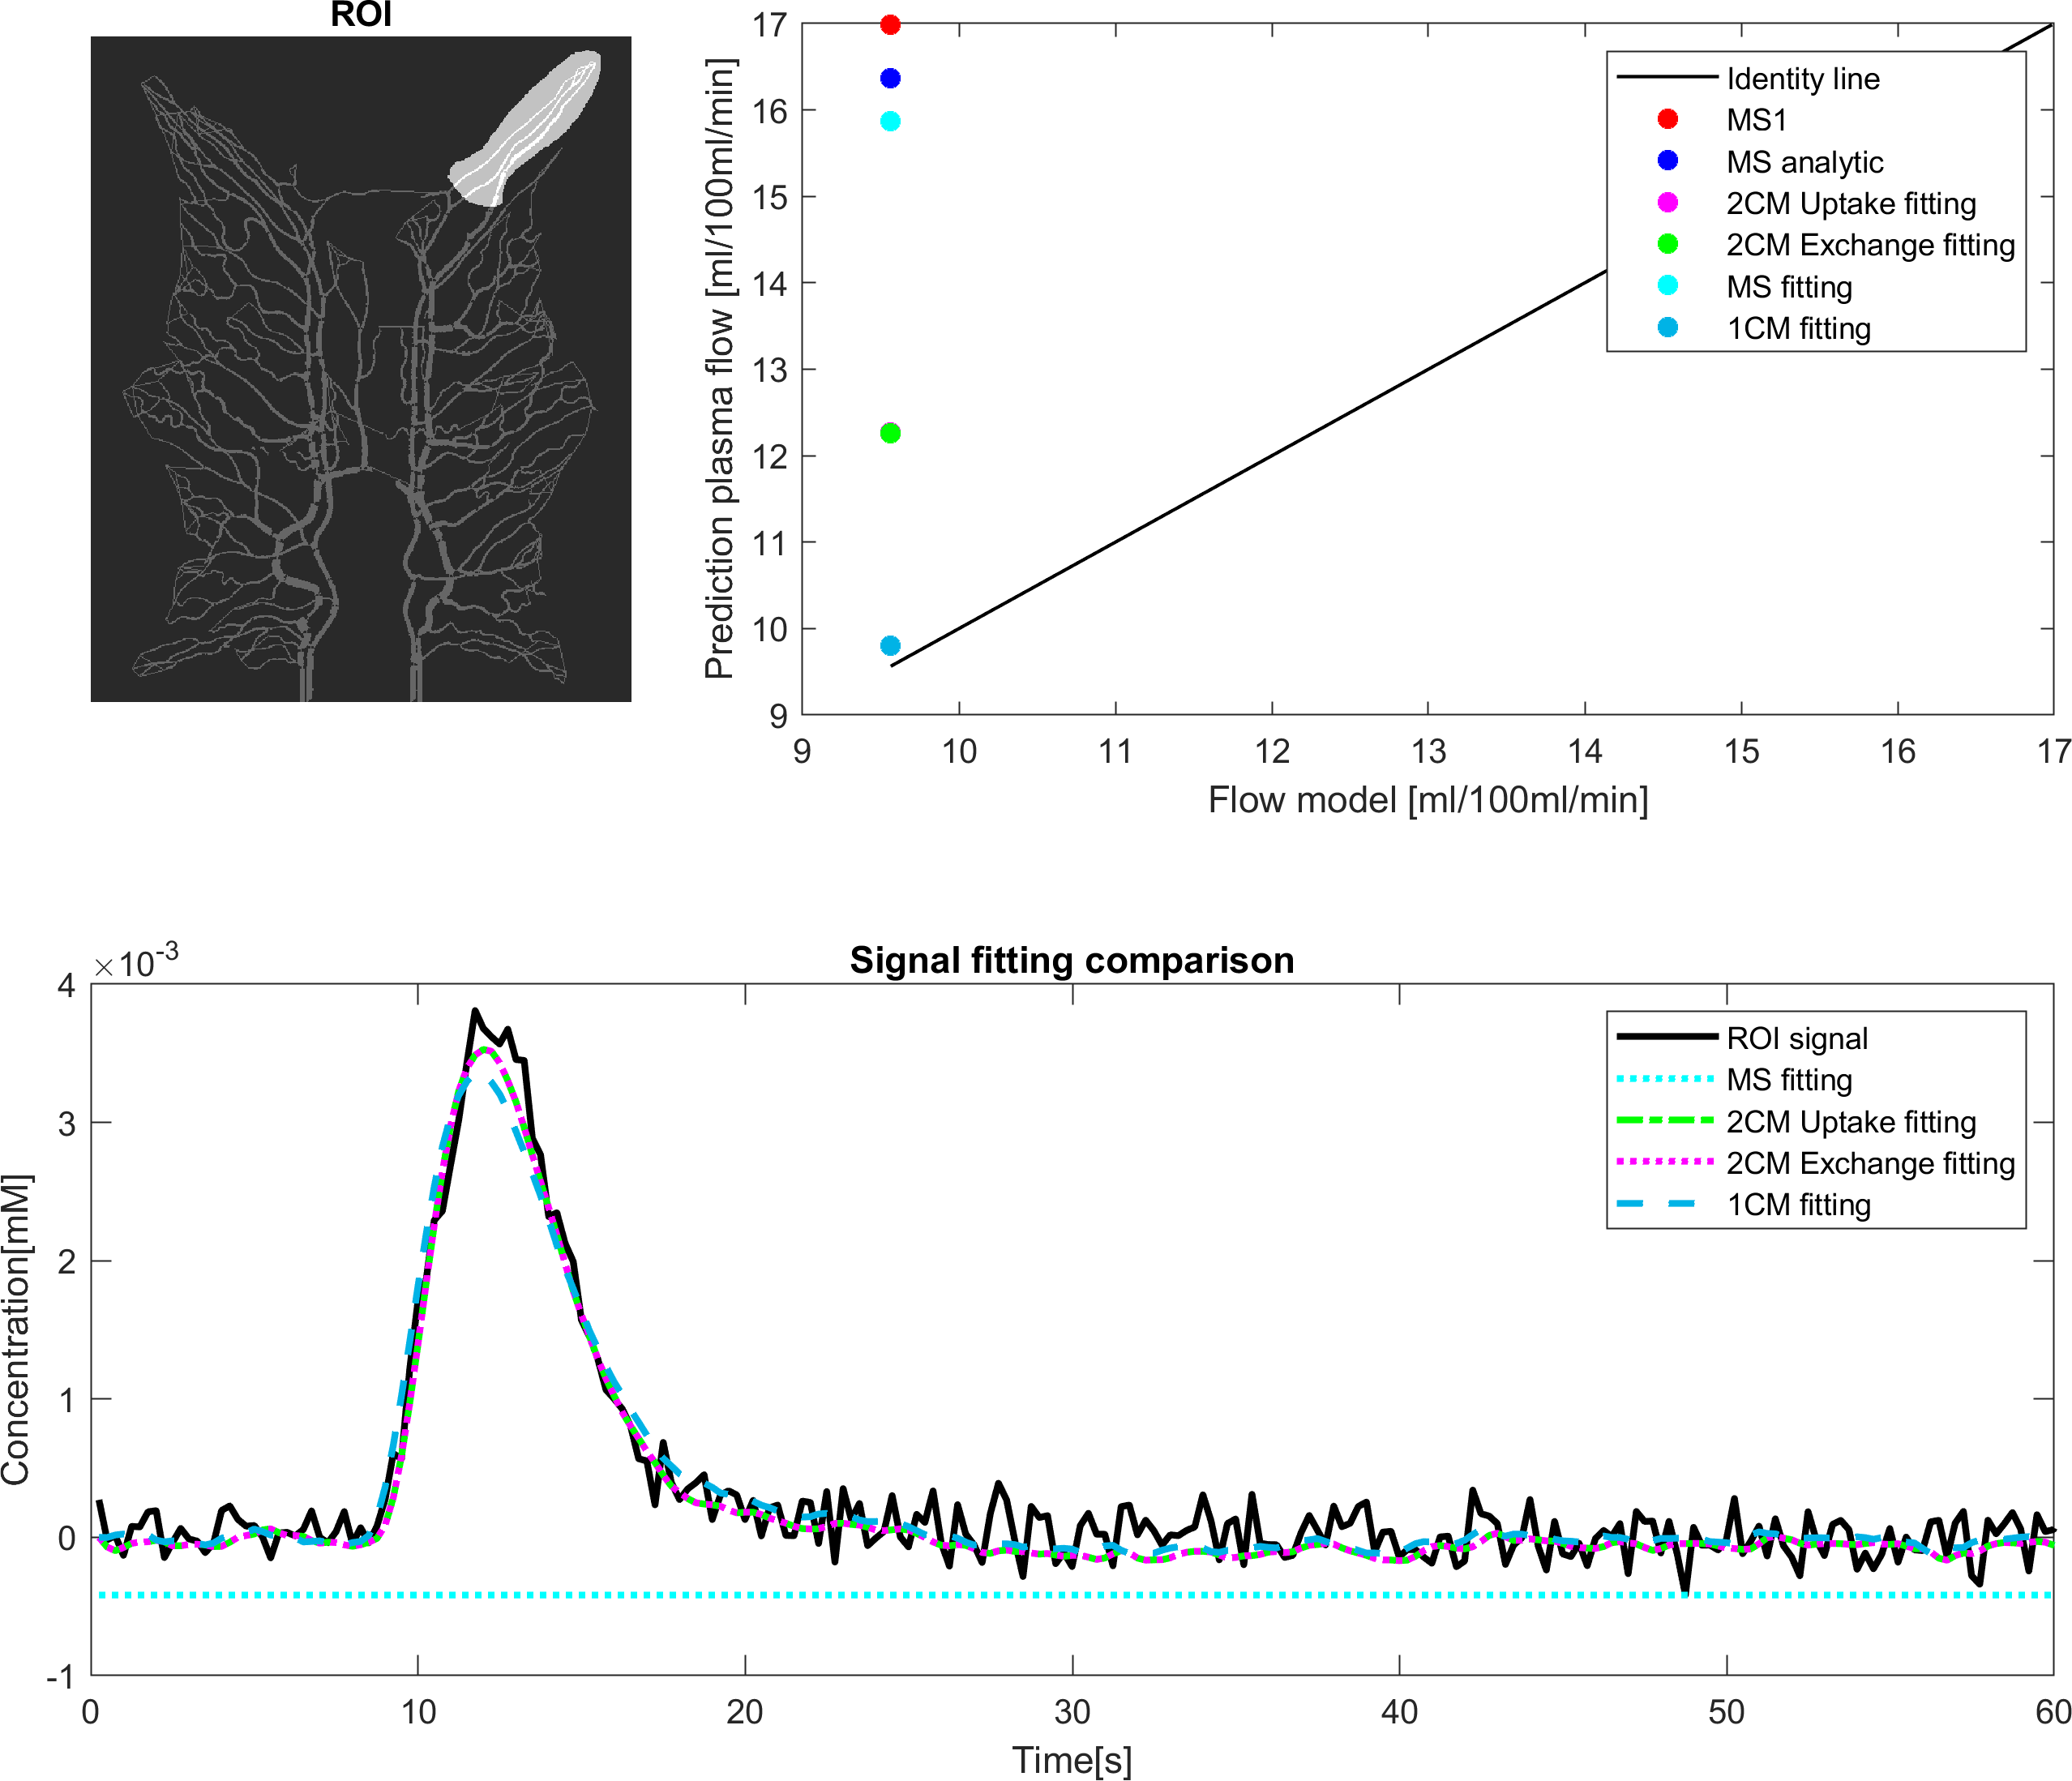 ROI
Prediction plasma flow [ml/100ml/min]
17
16
15
14
13
12
11
10
9
9 10 11 12 13 14 15 16 17
Flow model [ml/100ml/min]
Identity line
MS1
MS analytic
2CM Uptake fitting
2CM Exchange fitting
MS fitting
1CM fitting
Signal fitting comparison
×10-3
Concentration[mM]
4
3
2
1
0
-1
0 10 20 30 40 50 60
Time[s]
ROI signal
MS fitting
2CM Uptake fitting
2CM Exchange fitting
1CM fitting